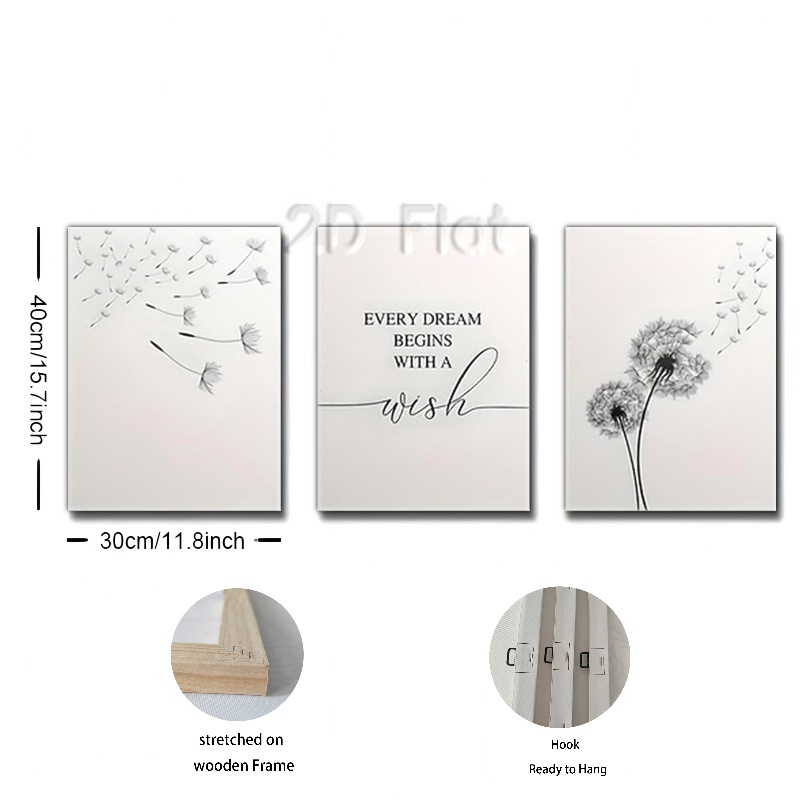 2.D Flat
EVERY DREAM
BEGINS
WITH A
wish
40cm/15.7inch
30cm/11.8inch
stretched on
wooden Frame
Hook
Ready to Hang